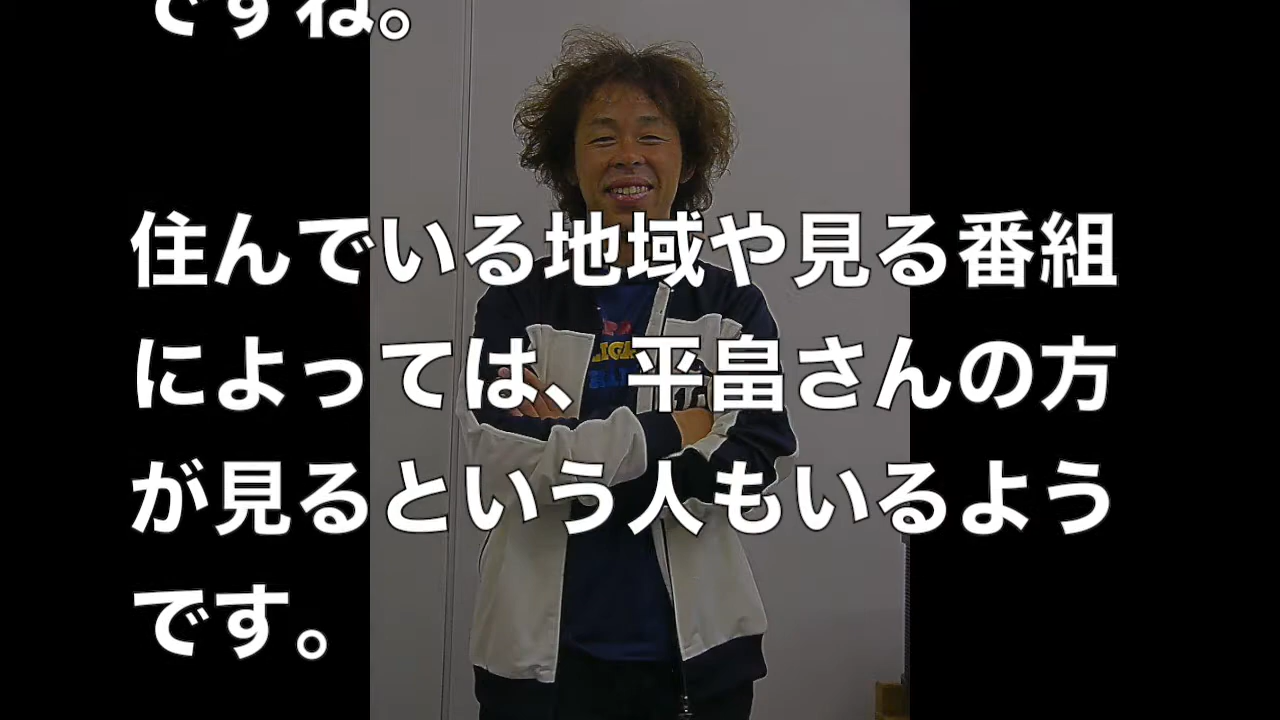 ですね。
住んでいる地域や見る番組
によっては、平畠さんの方
が見るという人もいるよう
です。